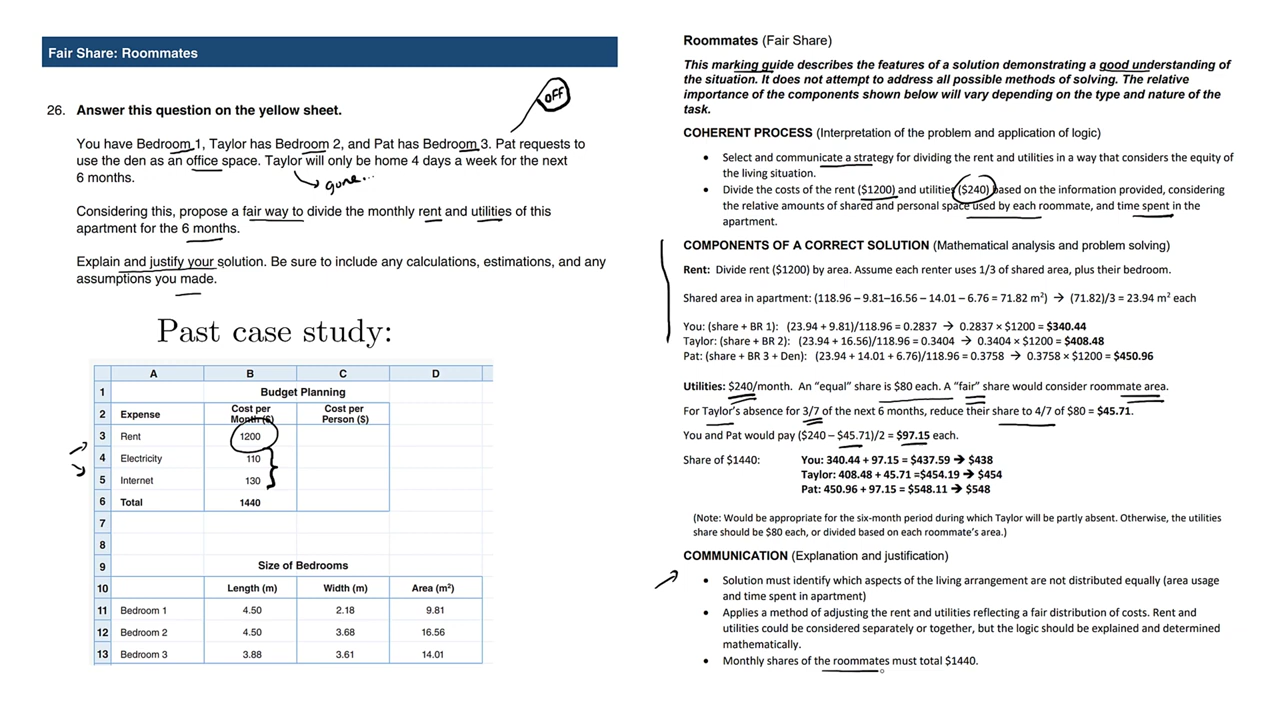 Fair Share: Roommates
OFF
26. Answer this question on the yellow sheet.
You have Bedroom 1, Taylor has Bedroom 2, and Pat has Bedroom 3. Pat requests to
use the den as an office space. Taylor will only be home 4 days a week for the next
6 months.
gone...
Considering this, propose a fair way to divide the monthly rent and utilities of this
apartment for the 6 months.
Explain and justify your solution. Be sure to include any calculations, estimations, and any
assumptions you made.
Past case study:
A B C D
1 Budget Planning
2 Expense Cost per Month ($) Cost per Person ($)
3 Rent 1200
4 Electricity 110
5 Internet 130
6 Total 1440
7
8
9 Size of Bedrooms
10 Length (m) Width (m) Area (m²)
11 Bedroom 1 4.50 2.18 9.81
12 Bedroom 2 4.50 3.68 16.56
13 Bedroom 3 3.88 3.61 14.01
Roommates (Fair Share)
This marking guide describes the features of a solution demonstrating a good understanding of
the situation. It does not attempt to address all possible methods of solving. The relative
importance of the components shown below will vary depending on the type and nature of the
task.
COHERENT PROCESS (Interpretation of the problem and application of logic)
• Select and communicate a strategy for dividing the rent and utilities in a way that considers the equity of
the living situation.
• Divide the costs of the rent ($1200) and utilities ($240) based on the information provided, considering
the relative amounts of shared and personal space used by each roommate, and time spent in the
apartment.
COMPONENTS OF A CORRECT SOLUTION (Mathematical analysis and problem solving)
Rent: Divide rent ($1200) by area. Assume each renter uses 1/3 of shared area, plus their bedroom.
Shared area in apartment: (118.96 – 9.81–16.56 – 14.01 – 6.76 = 71.82 m²) → (71.82)/3 = 23.94 m² each
You: (share + BR 1): (23.94 + 9.81)/118.96 = 0.2837 → 0.2837 × $1200 = $340.44
Taylor: (share + BR 2): (23.94 + 16.56)/118.96 = 0.3404 → 0.3404 × $1200 = $408.48
Pat: (share + BR 3 + Den): (23.94 + 14.01 + 6.76)/118.96 = 0.3758 → 0.3758 × $1200 = $450.96
Utilities: $240/month. An “equal” share is $80 each. A “fair” share would consider roommate area.
For Taylor’s absence for 3/7 of the next 6 months, reduce their share to 4/7 of $80 = $45.71.
You and Pat would pay ($240 - $45.71)/2 = $97.15 each.
Share of $1440: You: 340.44 + 97.15 = $437.59 → $438
Taylor: 408.48 + 45.71 =$454.19 → $454
Pat: 450.96 + 97.15 = $548.11 → $548
(Note: Would be appropriate for the six-month period during which Taylor will be partly absent. Otherwise, the utilities
share should be $80 each, or divided based on each roommate’s area.)
COMMUNICATION (Explanation and justification)
• Solution must identify which aspects of the living arrangement are not distributed equally (area usage
and time spent in apartment)
• Applies a method of adjusting the rent and utilities reflecting a fair distribution of costs. Rent and
utilities could be considered separately or together, but the logic should be explained and determined
mathematically.
• Monthly shares of the roommates must total $1440.